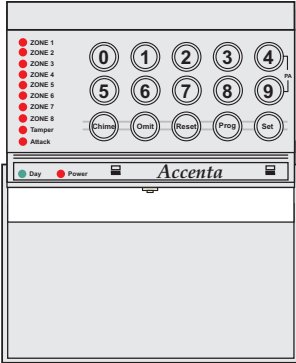 ZONE 1
ZONE 2
ZONE 3
ZONE 4
ZONE 5
ZONE 6
ZONE 7
ZONE 8
Tamper
Attack
0 1 2 3 4
PA
5 6 7 8 9
Chime Omit Reset Prog Set
Day Power Accenta